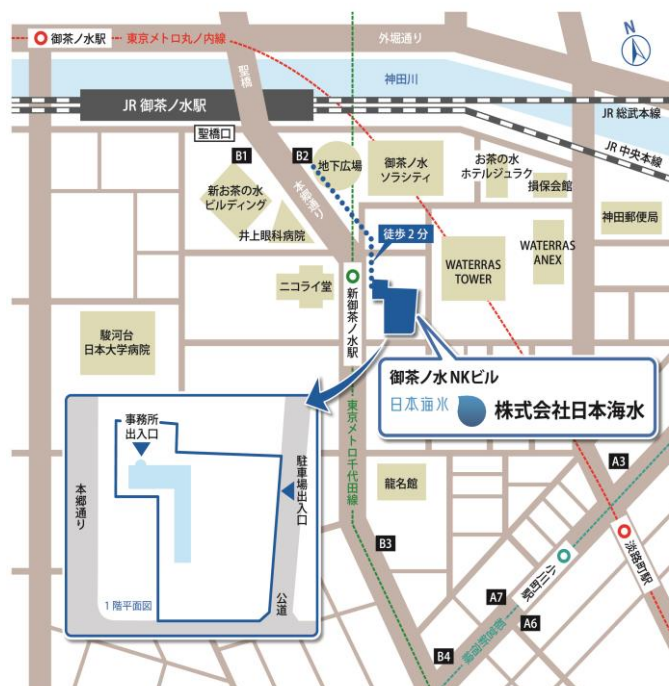 N
御茶ノ水駅
東京メトロ丸ノ内線
外堀通り
聖橋
神田川
JR 御茶ノ水駅
JR 総武本線
JR 中央本線
聖橋口
B1
B2
本郷通り
地下広場
御茶ノ水
ソラシティ
お茶の水
ホテルジュラク
損保会館
神田郵便局
新お茶の水
ビルディング
井上眼科病院
徒歩2分
WATERRAS
TOWER
WATERRAS
ANEX
ニコライ堂
新御茶ノ水駅
駿河台
日本大学病院
御茶ノ水 NKビル
日本海水
株式会社日本海水
東京メトロ千代田線
事務所
出入口
駐車場出入口
本郷通り
公道
1階平面図
龍名館
A3
B3
淡路町駅
小川町駅
A7
A6
B4
都営新宿線